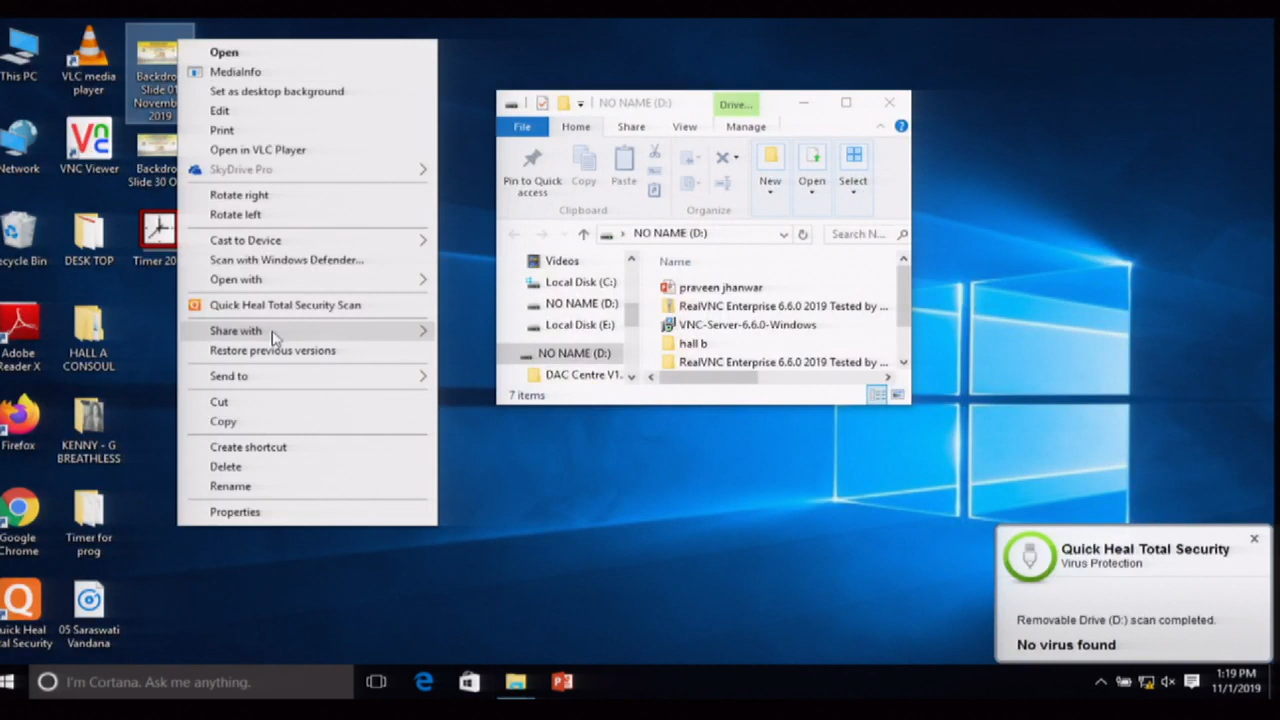 This PC
VLC media
player
Backdro
Slide 01
Novemb
2019
Network
VNC Viewer
Backdro
Slide 30 O
ecycle Bin
DESK TOP
Timer 20
Adobe
Reader X
HALL A
CONSOUL
Firefox
KENNY - G
BREATHLESS
Google
Chrome
Timer for
prog
uick Heal
tal Security
05 Saraswati
Vandana
Open
MediaInfo
Set as desktop background
Edit
Print
Open in VLC Player
SkyDrive Pro
Rotate right
Rotate left
Cast to Device
Scan with Windows Defender...
Open with
Quick Heal Total Security Scan
Share with
Restore previous versions
Send to
Cut
Copy
Create shortcut
Delete
Rename
Properties
NO NAME (D:)
Drive...
File
Home
Share
View
Manage
Pin to Quick
access
Copy
Paste
New
Open
Select
Clipboard
Organize
NO NAME (D:)
Search N...
Videos
Local Disk (C:)
NO NAME (D:)
Local Disk (E:)
NO NAME (D:)
DAC Centre V1.
Name
praveen jhanwar
RealVNC Enterprise 6.6.0 2019 Tested by ...
VNC-Server-6.6.0-Windows
hall b
RealVNC Enterprise 6.6.0 2019 Tested by ...
7 items
Quick Heal Total Security
Virus Protection
Removable Drive (D:) scan completed.
No virus found
I'm Cortana. Ask me anything.
1:19 PM
11/1/2019